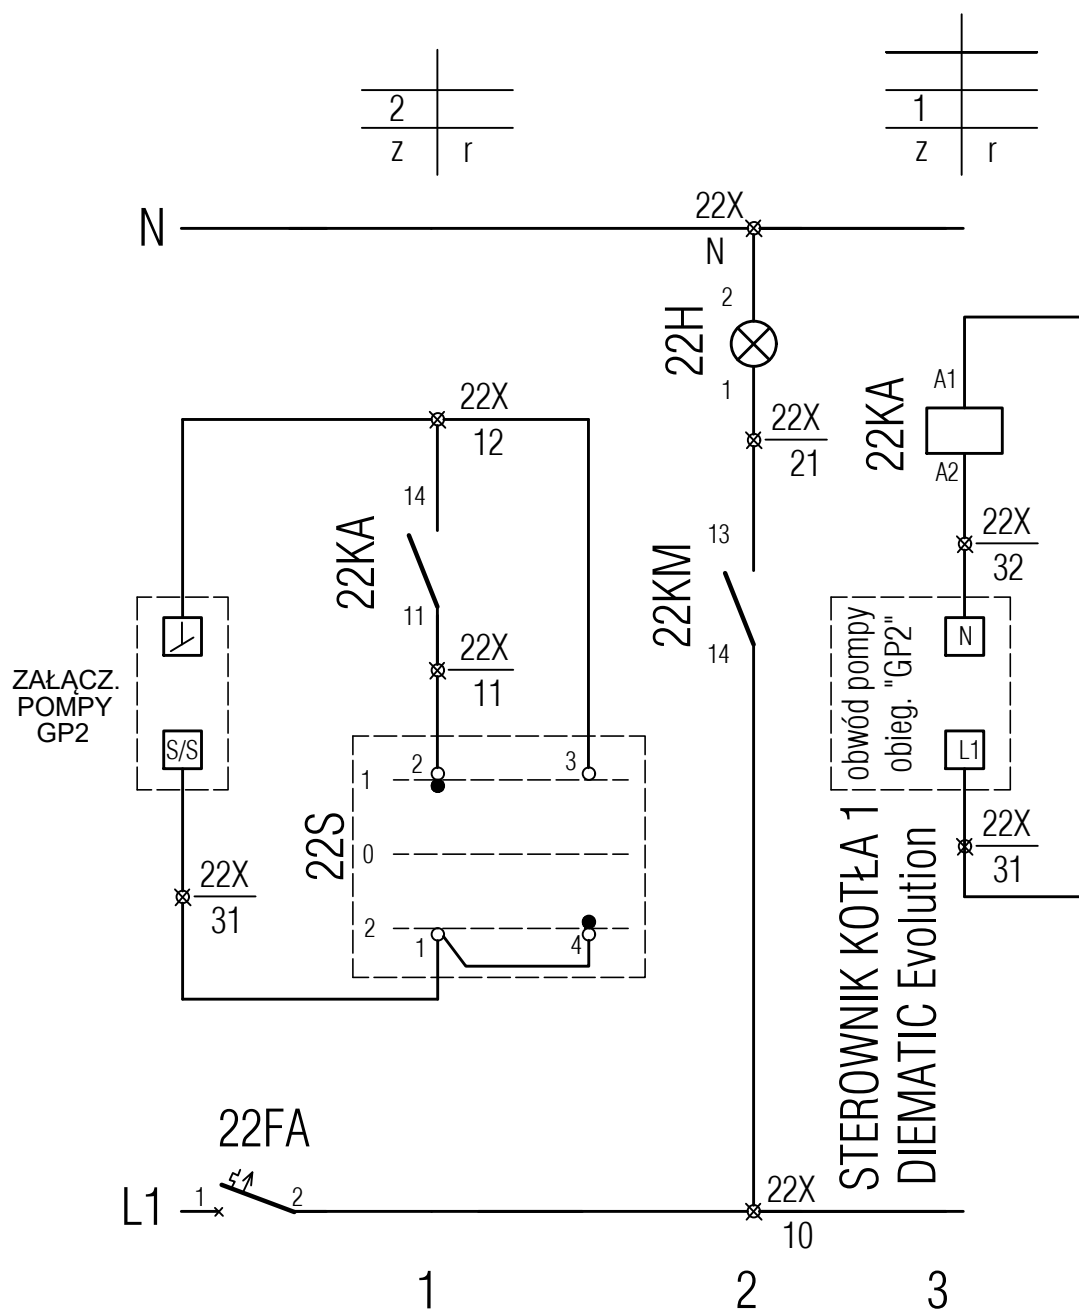 2
z r
1
z r
N
22X
N
2
22H
1
22X
21
A1
22KA
A2
22X
12
14
22KA
11
22X
11
13
22KM
14
22X
32
obwód pompy
obieg. "GP2"
N
L1
22X
31
ZAŁĄCZ.
POMPY
GP2
S/S
22X
31
22S
1
0
2
2
3
1
4
STEROWNIK KOTŁA 1
DIEMATIC Evolution
22FA
L1
1
2
22X
10
1 2 3